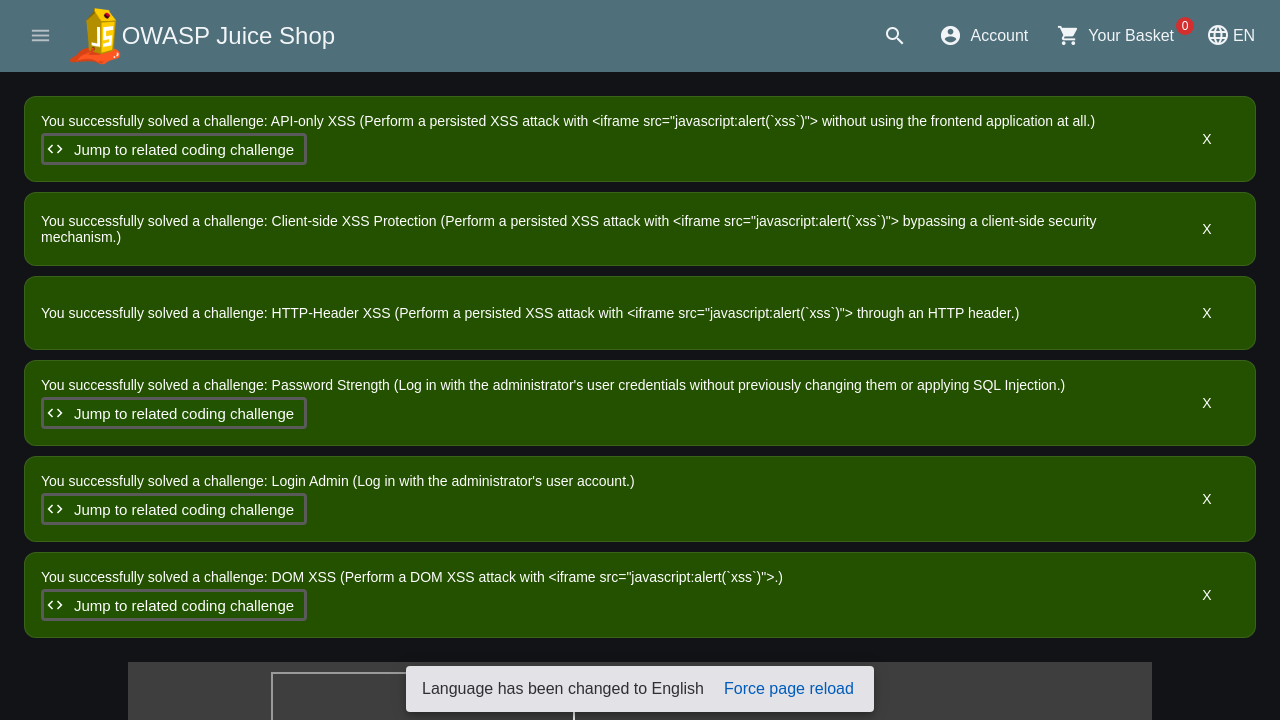 OWASP Juice Shop
Account
Your Basket
0
EN
You successfully solved a challenge: API-only XSS (Perform a persisted XSS attack with <iframe src="javascript:alert(`xss`)"> without using the frontend application at all.)
Jump to related coding challenge
X
You successfully solved a challenge: Client-side XSS Protection (Perform a persisted XSS attack with <iframe src="javascript:alert(`xss`)"> bypassing a client-side security
mechanism.)
X
You successfully solved a challenge: HTTP-Header XSS (Perform a persisted XSS attack with <iframe src="javascript:alert(`xss`)"> through an HTTP header.)
X
You successfully solved a challenge: Password Strength (Log in with the administrator's user credentials without previously changing them or applying SQL Injection.)
Jump to related coding challenge
X
You successfully solved a challenge: Login Admin (Log in with the administrator's user account.)
Jump to related coding challenge
X
You successfully solved a challenge: DOM XSS (Perform a DOM XSS attack with <iframe src="javascript:alert(`xss`)">.)
Jump to related coding challenge
X
Language has been changed to English
Force page reload